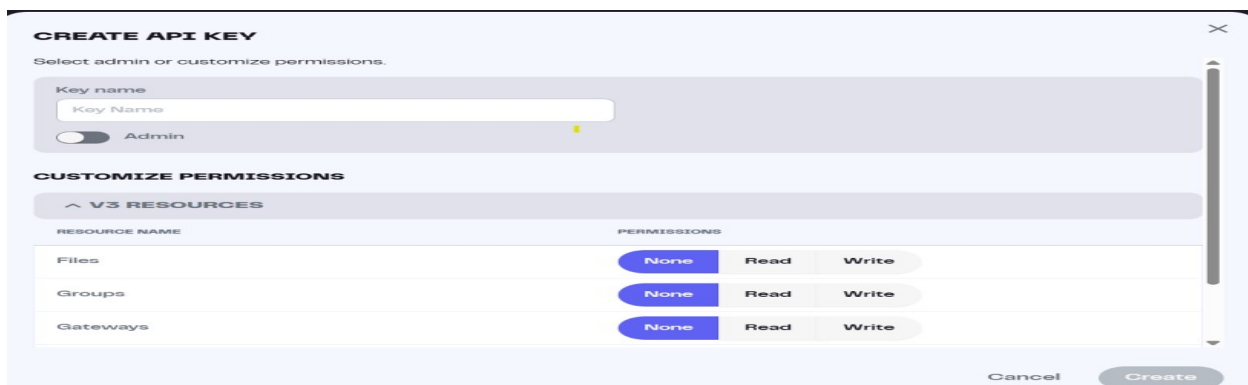 CREATE API KEY
Select admin or customize permissions.
Key name
Key Name
Admin
CUSTOMIZE PERMISSIONS
V3 RESOURCES
RESOURCE NAME PERMISSIONS
Files None Read Write
Groups None Read Write
Gateways None Read Write
Cancel Create